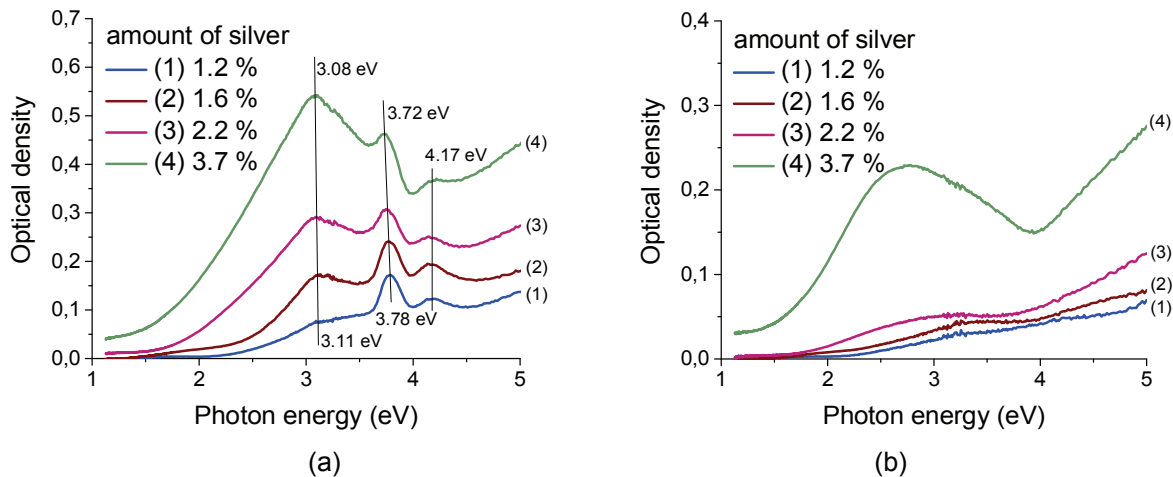 0,7
0,6
0,5
0,4
0,3
0,2
0,1
0,0
Optical density
amount of silver
(1) 1.2 %
(2) 1.6 %
(3) 2.2 %
(4) 3.7 %
3.08 eV
3.72 eV
4.17 eV
3.78 eV
3.11 eV
(4)
(3)
(2)
(1)
1 2 3 4 5
Photon energy (eV)
(a)
0,4
0,3
0,2
0,1
0,0
Optical density
amount of silver
(1) 1.2 %
(2) 1.6 %
(3) 2.2 %
(4) 3.7 %
(4)
(3)
(2)
(1)
1 2 3 4 5
Photon energy (eV)
(b)